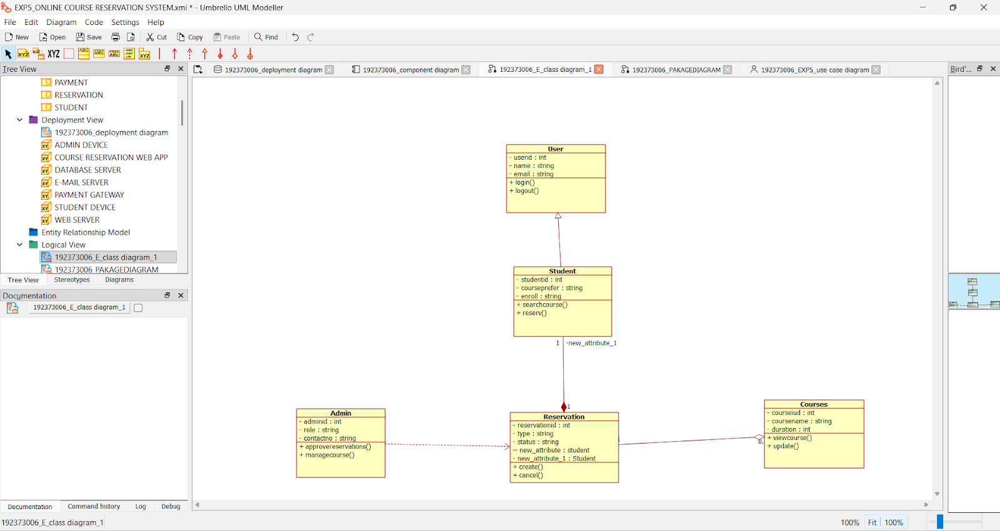 EXP5_ONLINE COURSE RESERVATION SYSTEM.xmi * - Umbrello UML Modeller
File Edit Diagram Code Settings Help
New Open Save Cut Copy Paste Find
XYZ
Tree View
PAYMENT
RESERVATION
STUDENT
Deployment View
192373006_deployment diagram
ADMIN DEVICE
COURSE RESERVATION WEB APP
DATABASE SERVER
E-MAIL SERVER
PAYMENT GATEWAY
STUDENT DEVICE
WEB SERVER
Entity Relationship Model
Logical View
192373006_E_class diagram_1
192373006_PAKAGEDIAGRAM
Tree View Stereotypes Diagrams
Documentation
192373006_E_class diagram_1
Documentation Command history Log Debug
192373006_deployment diagram 192373006_component diagram 192373006_E_class diagram_1 192373006_PAKAGEDIAGRAM 192373006_EXP5_use case diagram
User
- userid : int
- name : string
- email : string
+ login()
+ logout()
Student
- studentid : int
- courseprefer : string
- enroll : string
+ searchcourse()
+ reserv()
1 -new_attribute_1
1
Admin
- adminid : int
- role : string
- contactno : string
+ approvereservations()
+ managecourse()
Reservation
- reservationid : int
- type : string
- status : string
~ new_attribute : student
- new_attribute_1 : Student
+ create()
+ cancel()
1
0.
Courses
- courseiud : int
- coursename : string
- duration : int
+ viewcourse()
+ update()
Bird'...
192373006_E_class diagram_1
100% Fit 100%